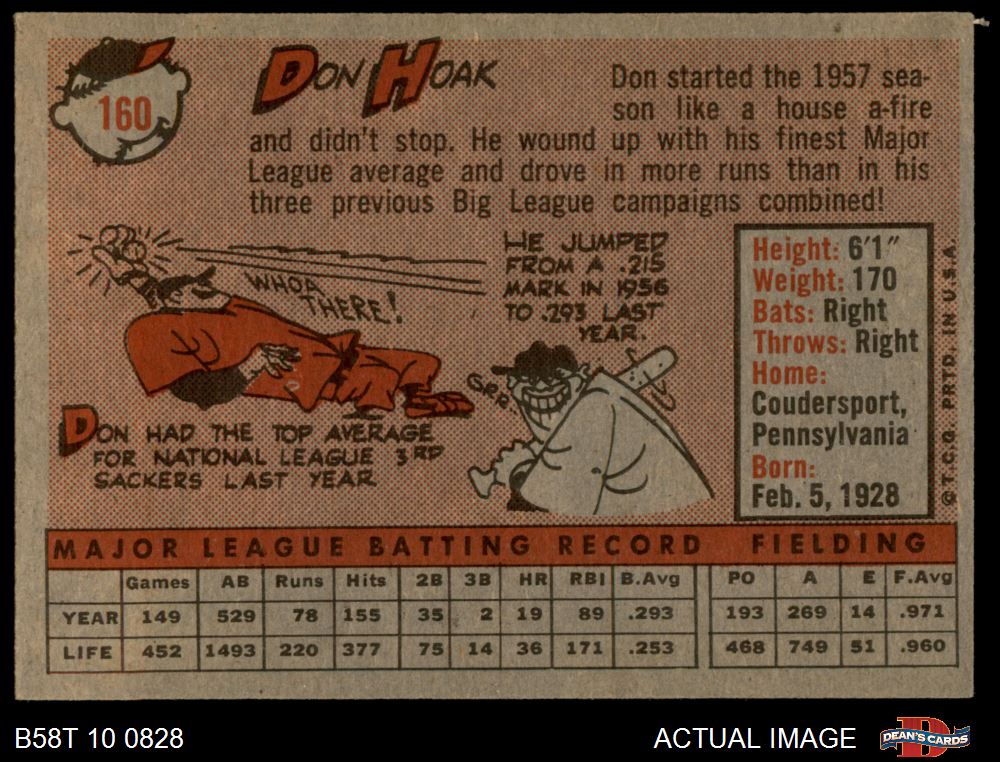 160
DON HOAK
Don started the 1957 sea-
son like a house a-fire
and didn't stop. He wound up with his finest Major
League average and drove in more runs than in his
three previous Big League campaigns combined!
WHOA
THERE!
HE JUMPED
FROM A .215
MARK IN 1956
TO .293 LAST
YEAR.
GRR.
DON HAD THE TOP AVERAGE
FOR NATIONAL LEAGUE 3RD
SACKERS LAST YEAR
Height: 6'1"
Weight: 170
Bats: Right
Throws: Right
Home:
Coudersport,
Pennsylvania
Born:
Feb. 5, 1928
© T.C.G. PRTD. IN U.S.A.
MAJOR LEAGUE BATTING RECORD FIELDING
Games AB Runs Hits 2B 3B HR RBI B.Avg PO A E F.Avg
YEAR 149 529 78 155 35 2 19 89 .293 193 269 14 .971
LIFE 452 1493 220 377 75 14 36 171 .253 468 749 51 .960
B58T 10 0828
ACTUAL IMAGE
D
DEAN'S CARDS